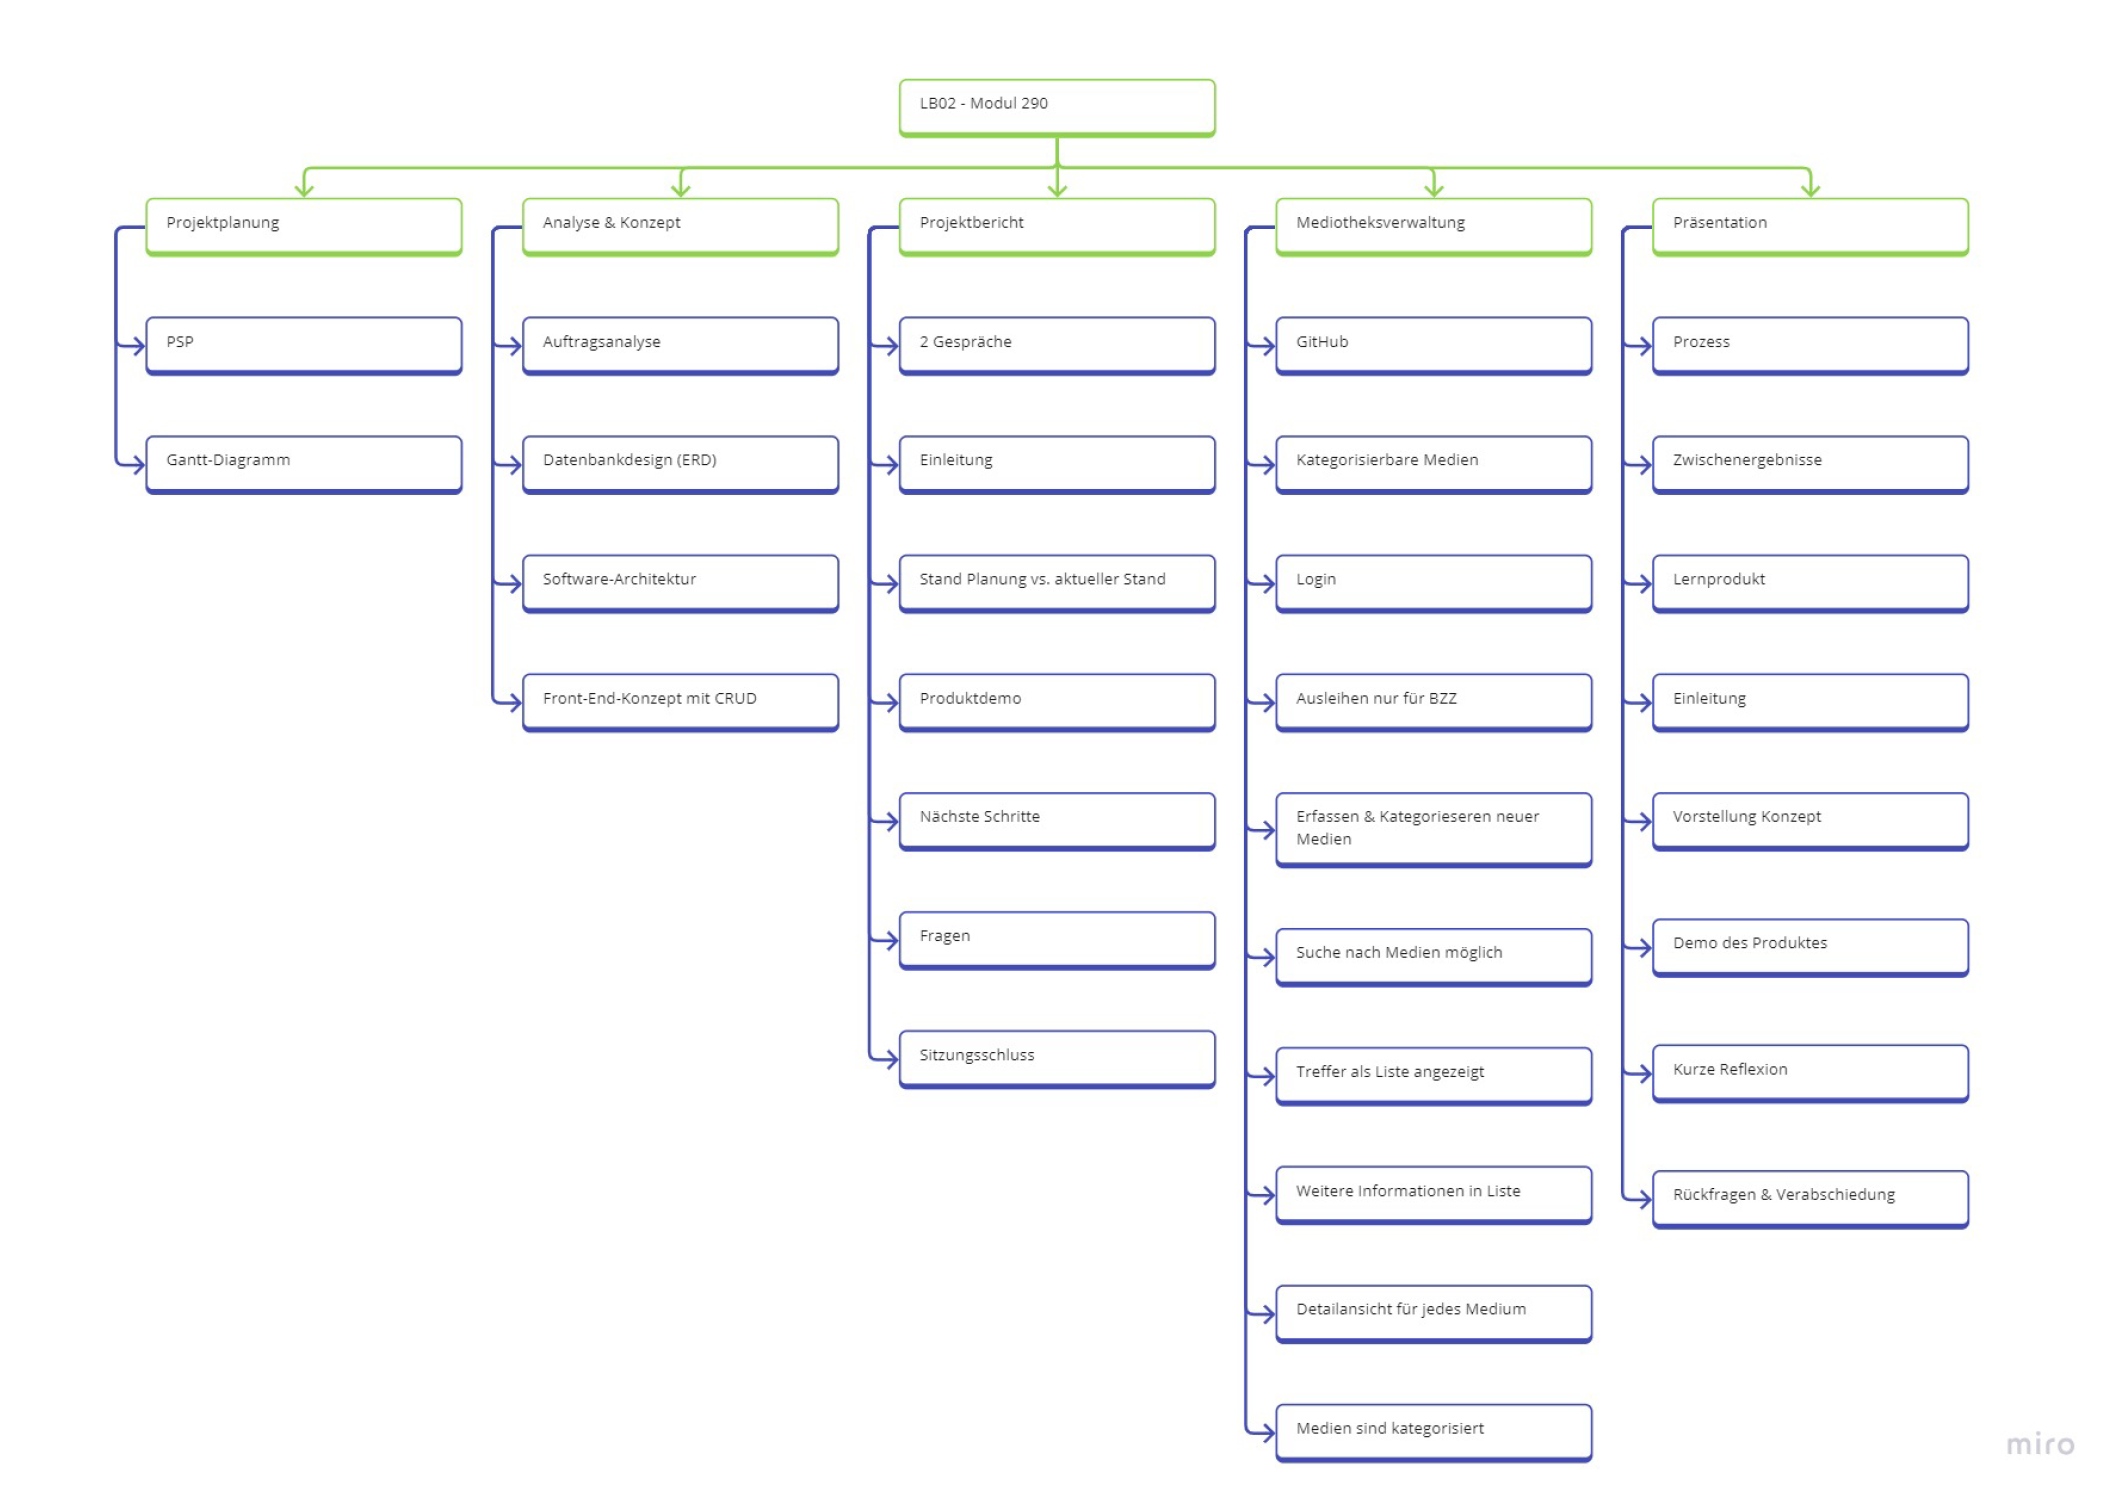 LB02 - Modul 290
Projektplanung
PSP
Gantt-Diagramm
Analyse & Konzept
Auftragsanalyse
Datenbankdesign (ERD)
Software-Architektur
Front-End-Konzept mit CRUD
Projektbericht
2 Gespräche
Einleitung
Stand Planung vs. aktueller Stand
Produktdemo
Nächste Schritte
Fragen
Sitzungsschluss
Mediotheksverwaltung
GitHub
Kategorisierbare Medien
Login
Ausleihen nur für BZZ
Erfassen & Kategorieseren neuer
Medien
Suche nach Medien möglich
Treffer als Liste angezeigt
Weitere Informationen in Liste
Detailansicht für jedes Medium
Medien sind kategorisiert
Präsentation
Prozess
Zwischenergebnisse
Lernprodukt
Einleitung
Vorstellung Konzept
Demo des Produktes
Kurze Reflexion
Rückfragen & Verabschiedung
miro